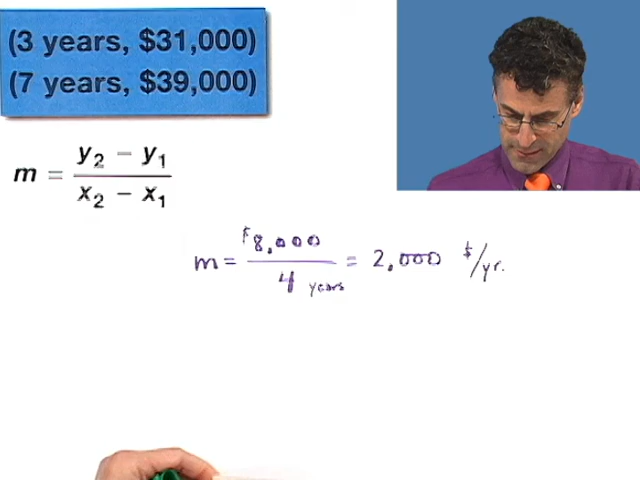 (3 years, $31,000)
(7 years, $39,000)
m = y₂ − y₁ / x₂ − x₁
m = $8,000 / 4 years = 2,000 $/yr.